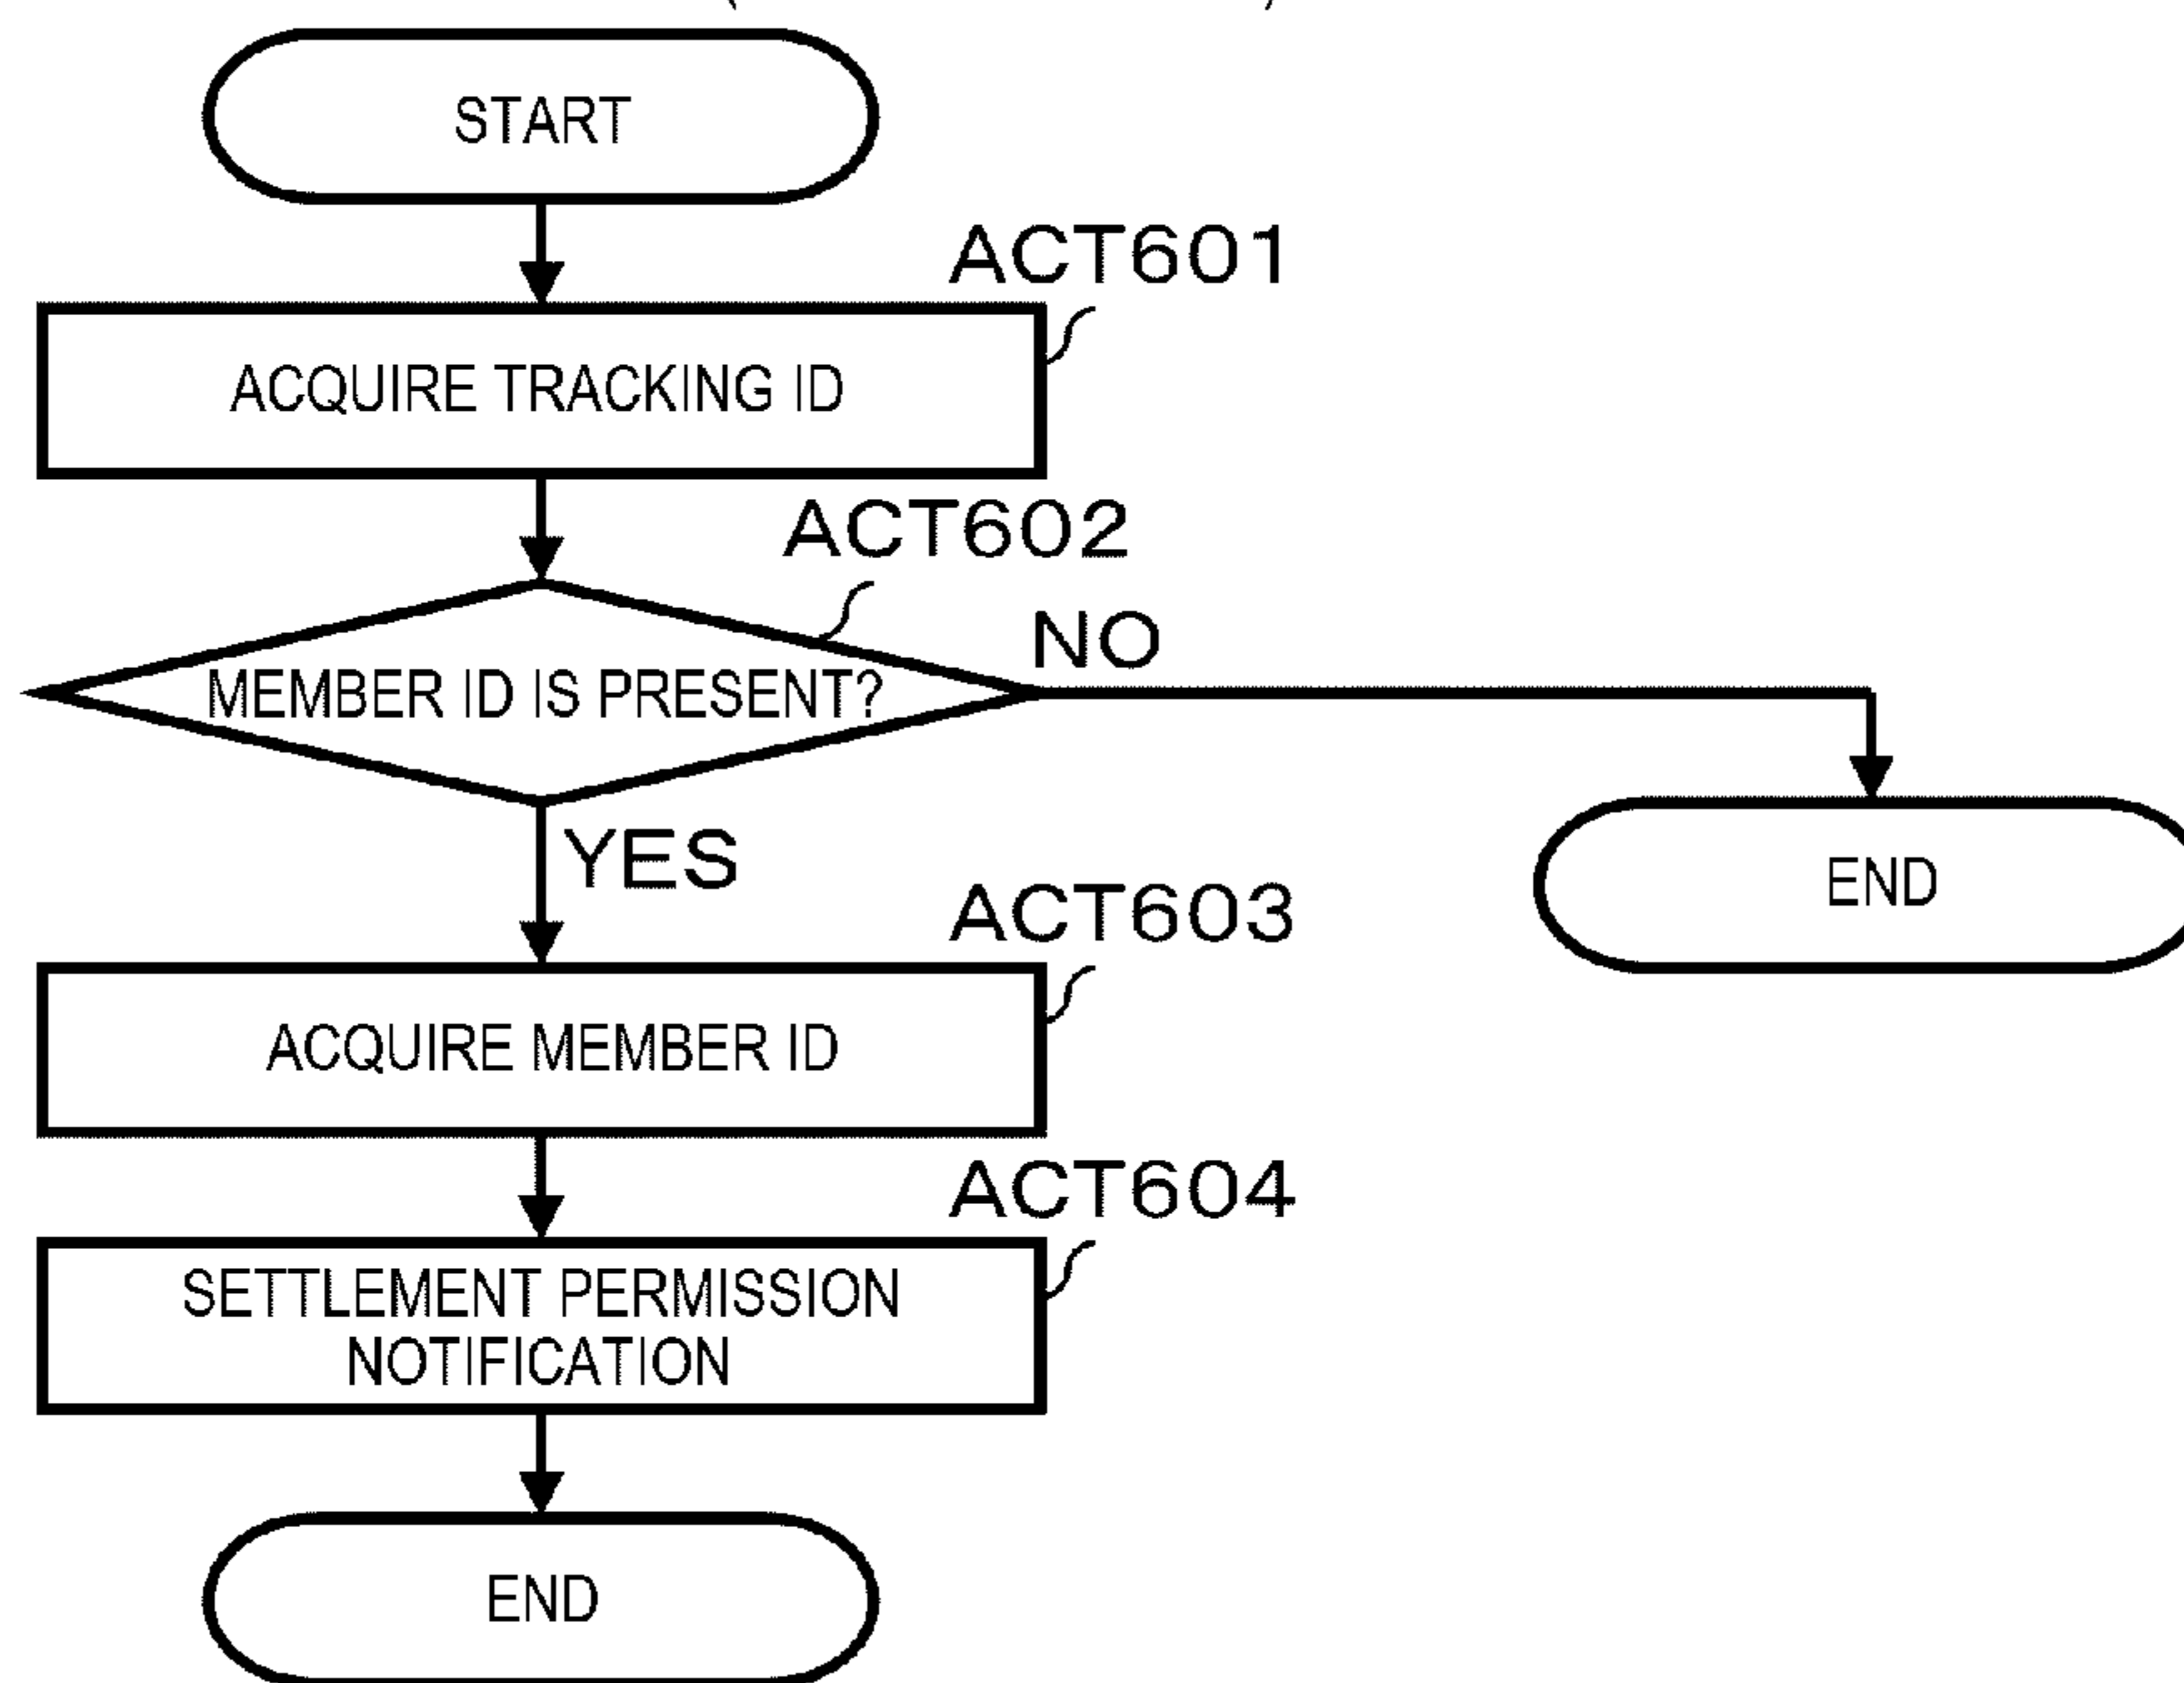 START
ACT601
ACQUIRE TRACKING ID
ACT602
NO
MEMBER ID IS PRESENT?
YES
END
ACT603
ACQUIRE MEMBER ID
ACT604
SETTLEMENT PERMISSION
NOTIFICATION
END